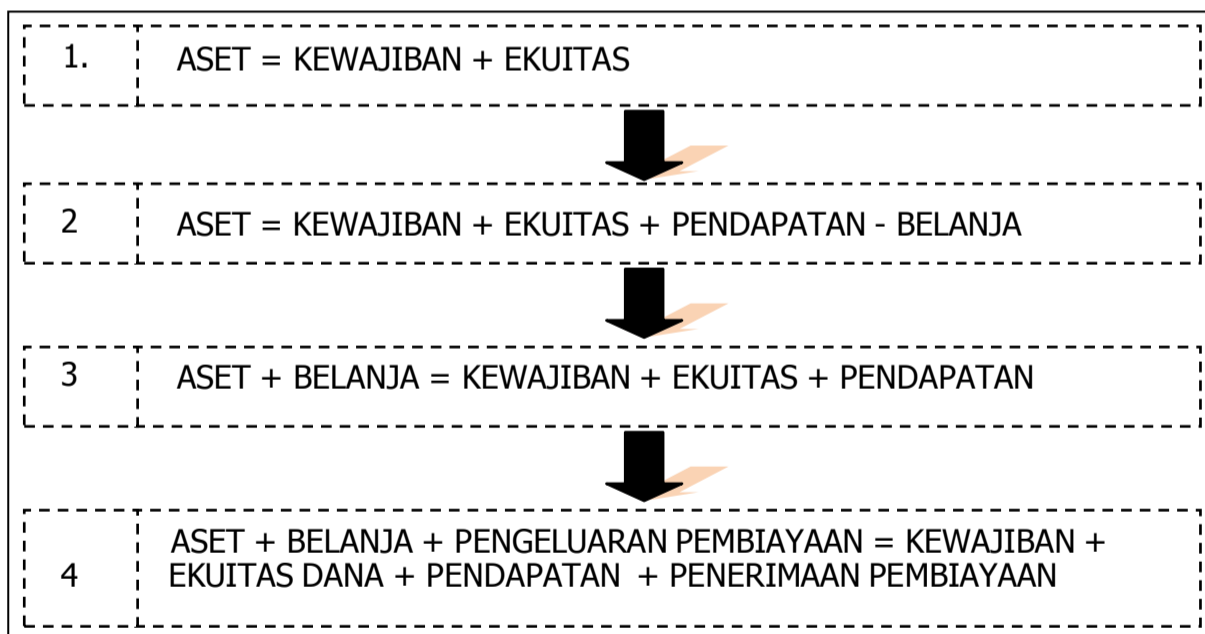 1. ASET = KEWAJIBAN + EKUITAS
2 ASET = KEWAJIBAN + EKUITAS + PENDAPATAN - BELANJA
3 ASET + BELANJA = KEWAJIBAN + EKUITAS + PENDAPATAN
4 ASET + BELANJA + PENGELUARAN PEMBIAYAAN = KEWAJIBAN +
EKUITAS DANA + PENDAPATAN + PENERIMAAN PEMBIAYAAN